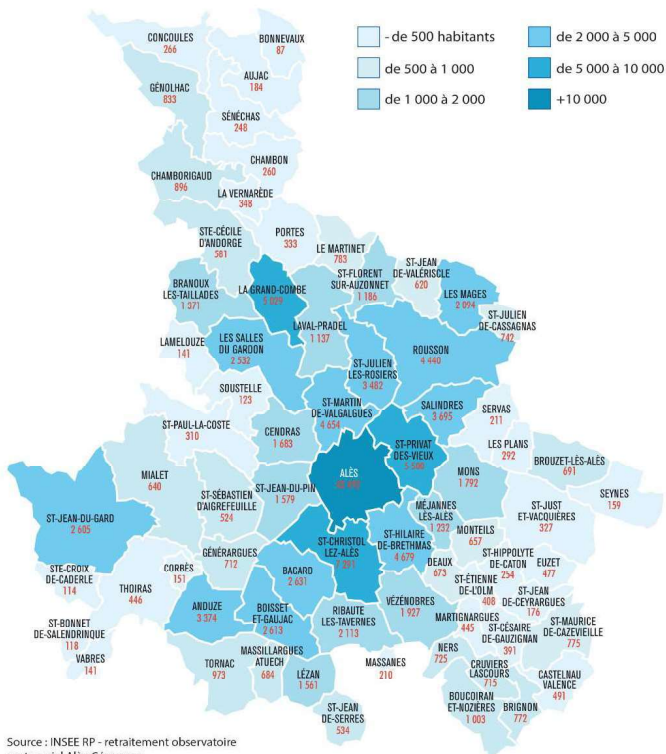 - de 500 habitants
de 500 à 1 000
de 1 000 à 2 000
de 2 000 à 5 000
de 5 000 à 10 000
+10 000
CONCOULES
266
BONNEVAUX
87
AUJAC
184
GÉNOLHAC
833
SÉNÉCHAS
248
CHAMBON
260
CHAMBORIGAUD
896
LA VERNARÈDE
348
STE-CÉCILE
D'ANDORGE
581
PORTES
333
LE MARTINET
783
ST-FLORENT
SUR-AUZONNET
1 186
ST-JEAN
DE-VALÉRISCLE
620
LES MAGES
2 094
ST-JULIEN
DE-CASSAGNAS
742
BRANOUX
LES-TAILLADES
1 371
LA GRAND-COMBE
5 029
LAVAL-PRADEL
1 137
LAMELOUZE
141
LES SALLES
DU GARDON
2 532
ST-JULIEN
LES-ROSIERS
3 482
ROUSSON
4 440
SOUSTELLE
123
ST-MARTIN
DE-VALGALGUES
4 654
SALINDRES
3 695
SERVAS
211
ST-PAUL-LA-COSTE
310
CENDRAS
1 683
ST-PRIVAT
DES-VIEUX
LES PLANS
292
BROUZET-LÈS-ALÈS
691
MIALET
640
ALÈS
MONS
1 792
SEYNES
159
ST-SÉBASTIEN
D'AIGREFEUILLE
524
ST-JEAN-DU-PIN
1 579
ST-JEAN-DU-GARD
2 605
MÉJANNES
LÈS-ALÈS
1 232
MONTEILS
657
ST-JUST
ET-VACQUIÈRES
327
ST-CHRISTOL
LEZ-ALÈS
7 291
ST-HILAIRE
DE-BRETHMAS
4 679
GÉNÉRARGUES
712
DEAUX
673
ST-HIPPOLYTE
DE-CATON
254
EUZET
477
STE-CROIX
DE-CADERLE
114
CORBÈS
151
BAGARD
2 631
ST-ÉTIENNE
DE-L'OLM
408
ST-JEAN
DE-CEYRARGUES
176
THOIRAS
446
ANDUZE
3 374
BOISSET
ET-GAUJAC
2 613
RIBAUTE
LES-TAVERNES
2 113
VÉZÉNOBRES
1 927
MARTIGNARGUES
445
ST-CÉSAIRE
DE-GAUZIGNAN
391
ST-MAURICE
DE-CAZEVIEILLE
775
ST-BONNET
DE-SALENDRINQUE
118
VABRES
141
TORNAC
973
MASSILLARGUES
ATUECH
684
LÉZAN
1 561
MASSANES
210
NERS
725
CRUVIERS
LASCOURS
715
CASTELNAU
VALENCE
491
BOUCOIRAN
ET-NOZIÈRES
1 003
BRIGNON
772
ST-JEAN
DE-SERRES
534
Source : INSEE RP - retraitement observatoire